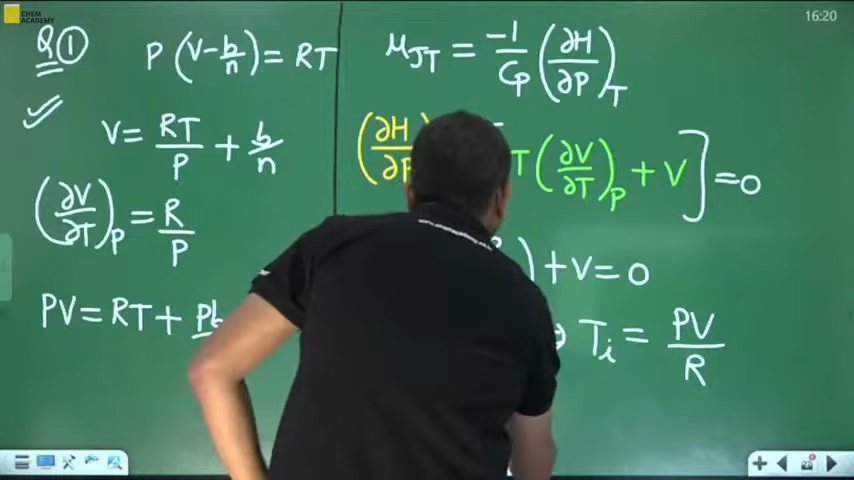 CHEM
ACADEMY
16:20
Q①
P(V-b/n)=RT
V=RT/P+b/n
(∂V/∂T)P=R/P
PV=RT+Pb
μJT=-1/CP(∂H/∂P)T
(∂H/∂P
T(∂V/∂T)P+V]=0
)+V=0
Ti=PV/R